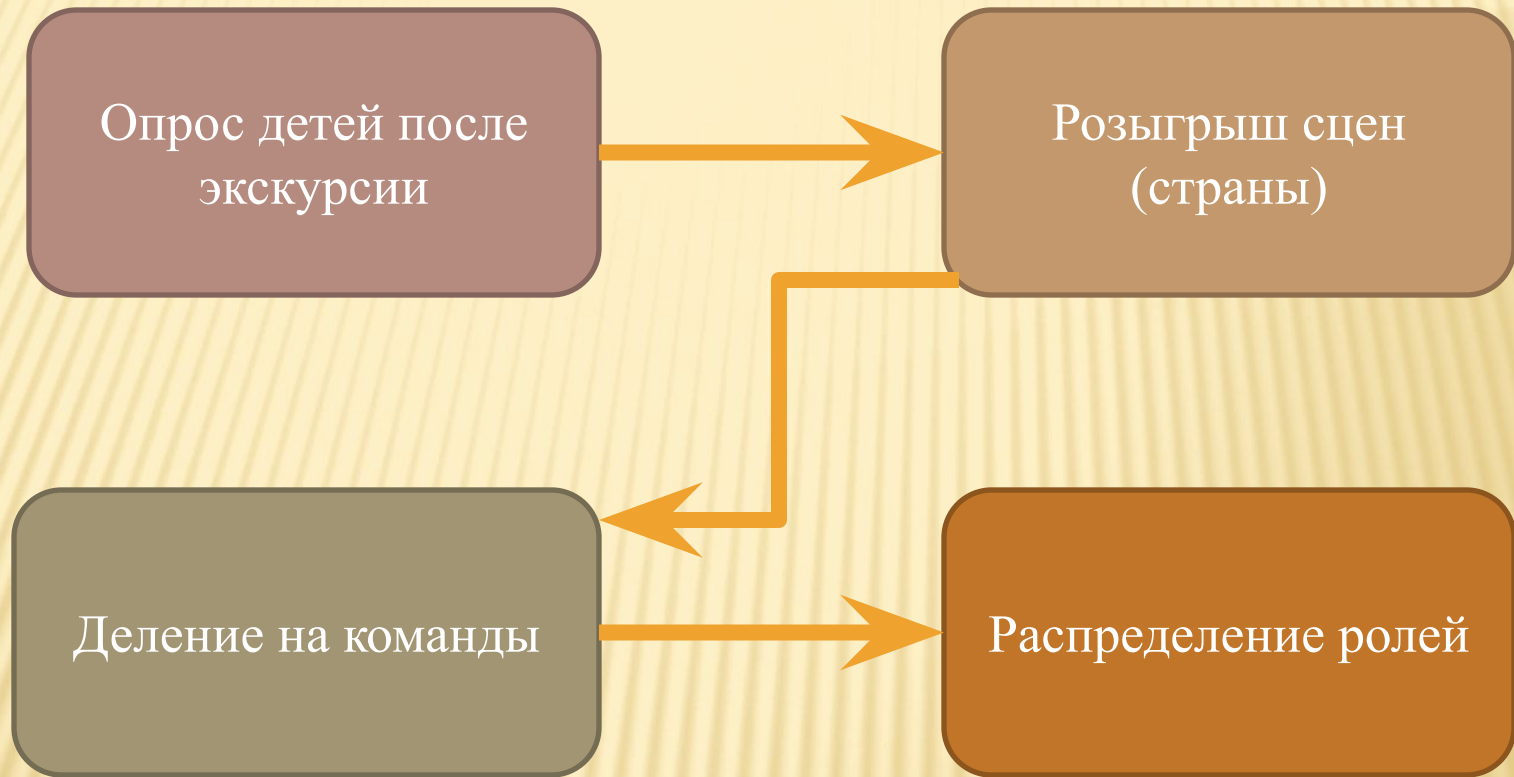 Опрос детей после
экскурсии
Розыгрыш сцен
(страны)
Деление на команды
Распределение ролей